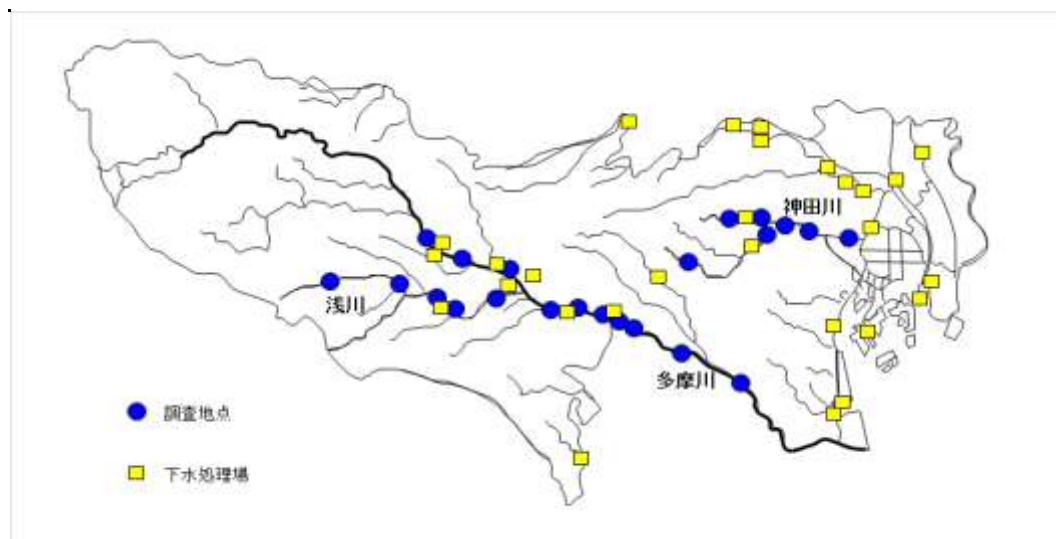 神田川
浅川
多摩川
調査地点
下水処理場